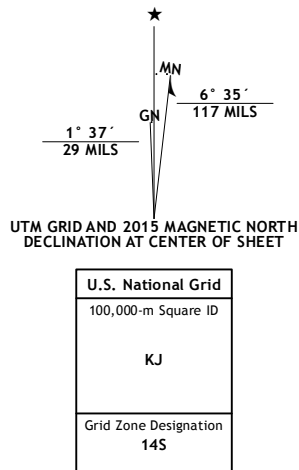 ★
MN
GN
6° 35´
117 MILS
1° 37´
29 MILS
UTM GRID AND 2015 MAGNETIC NORTH
DECLINATION AT CENTER OF SHEET
U.S. National Grid
100,000-m Square ID
KJ
Grid Zone Designation
14S